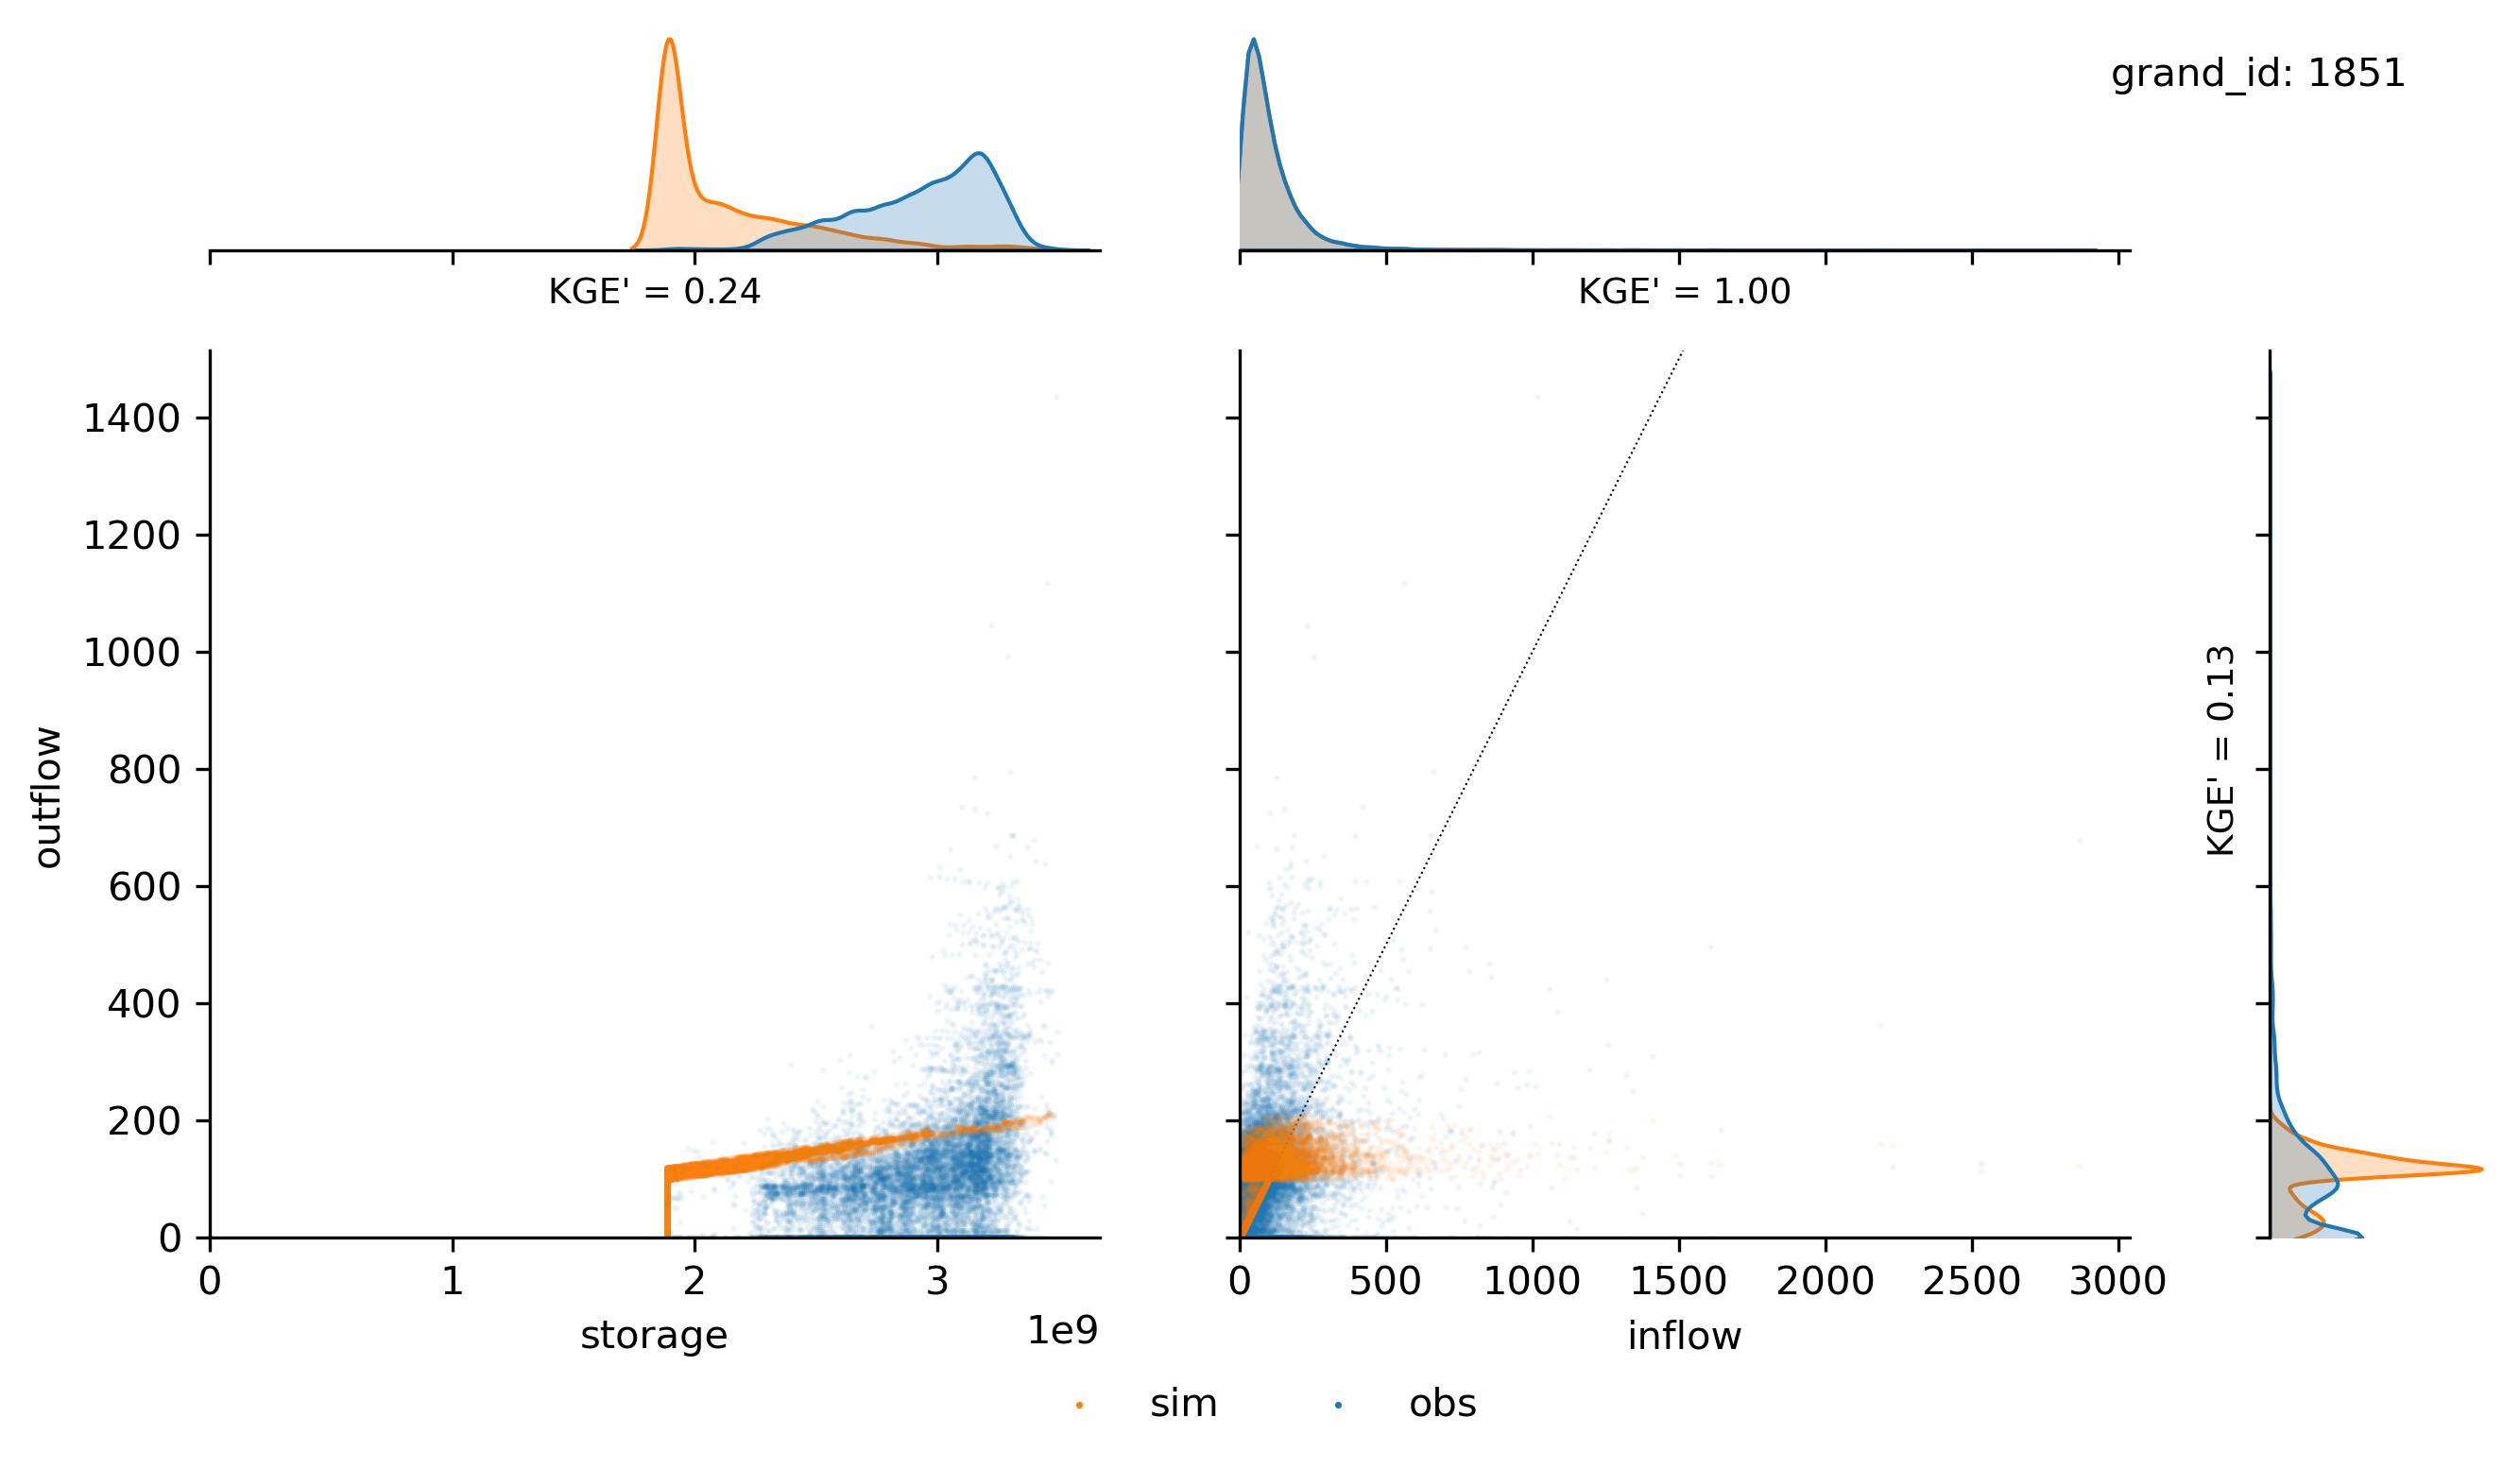 grand_id: 1851
KGE' = 0.24
KGE' = 1.00
1400
1200
1000
800
600
400
200
0
outflow
KGE' = 0.13
0 1 2 3
0 500 1000 1500 2000 2500 3000
storage
1e9
inflow
sim
obs